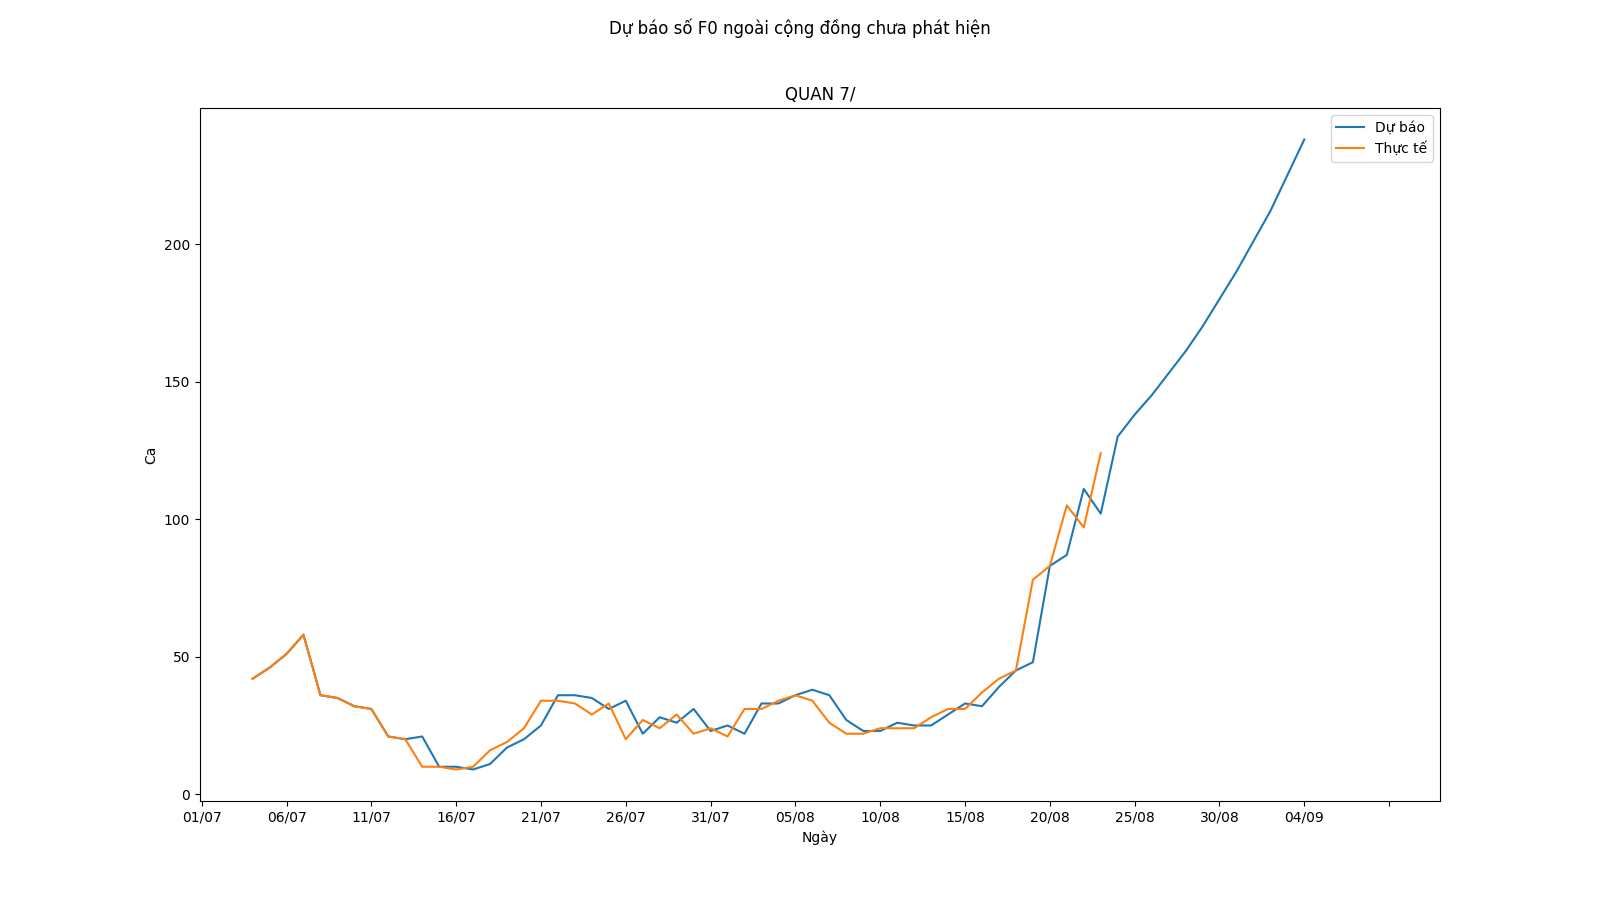 Dự báo số F0 ngoài cộng đồng chưa phát hiện
QUAN 7/
Dự báo
Thực tế
200
150
Ca
100
50
0
01/07 06/07 11/07 16/07 21/07 26/07 31/07 05/08 10/08 15/08 20/08 25/08 30/08 04/09
Ngày